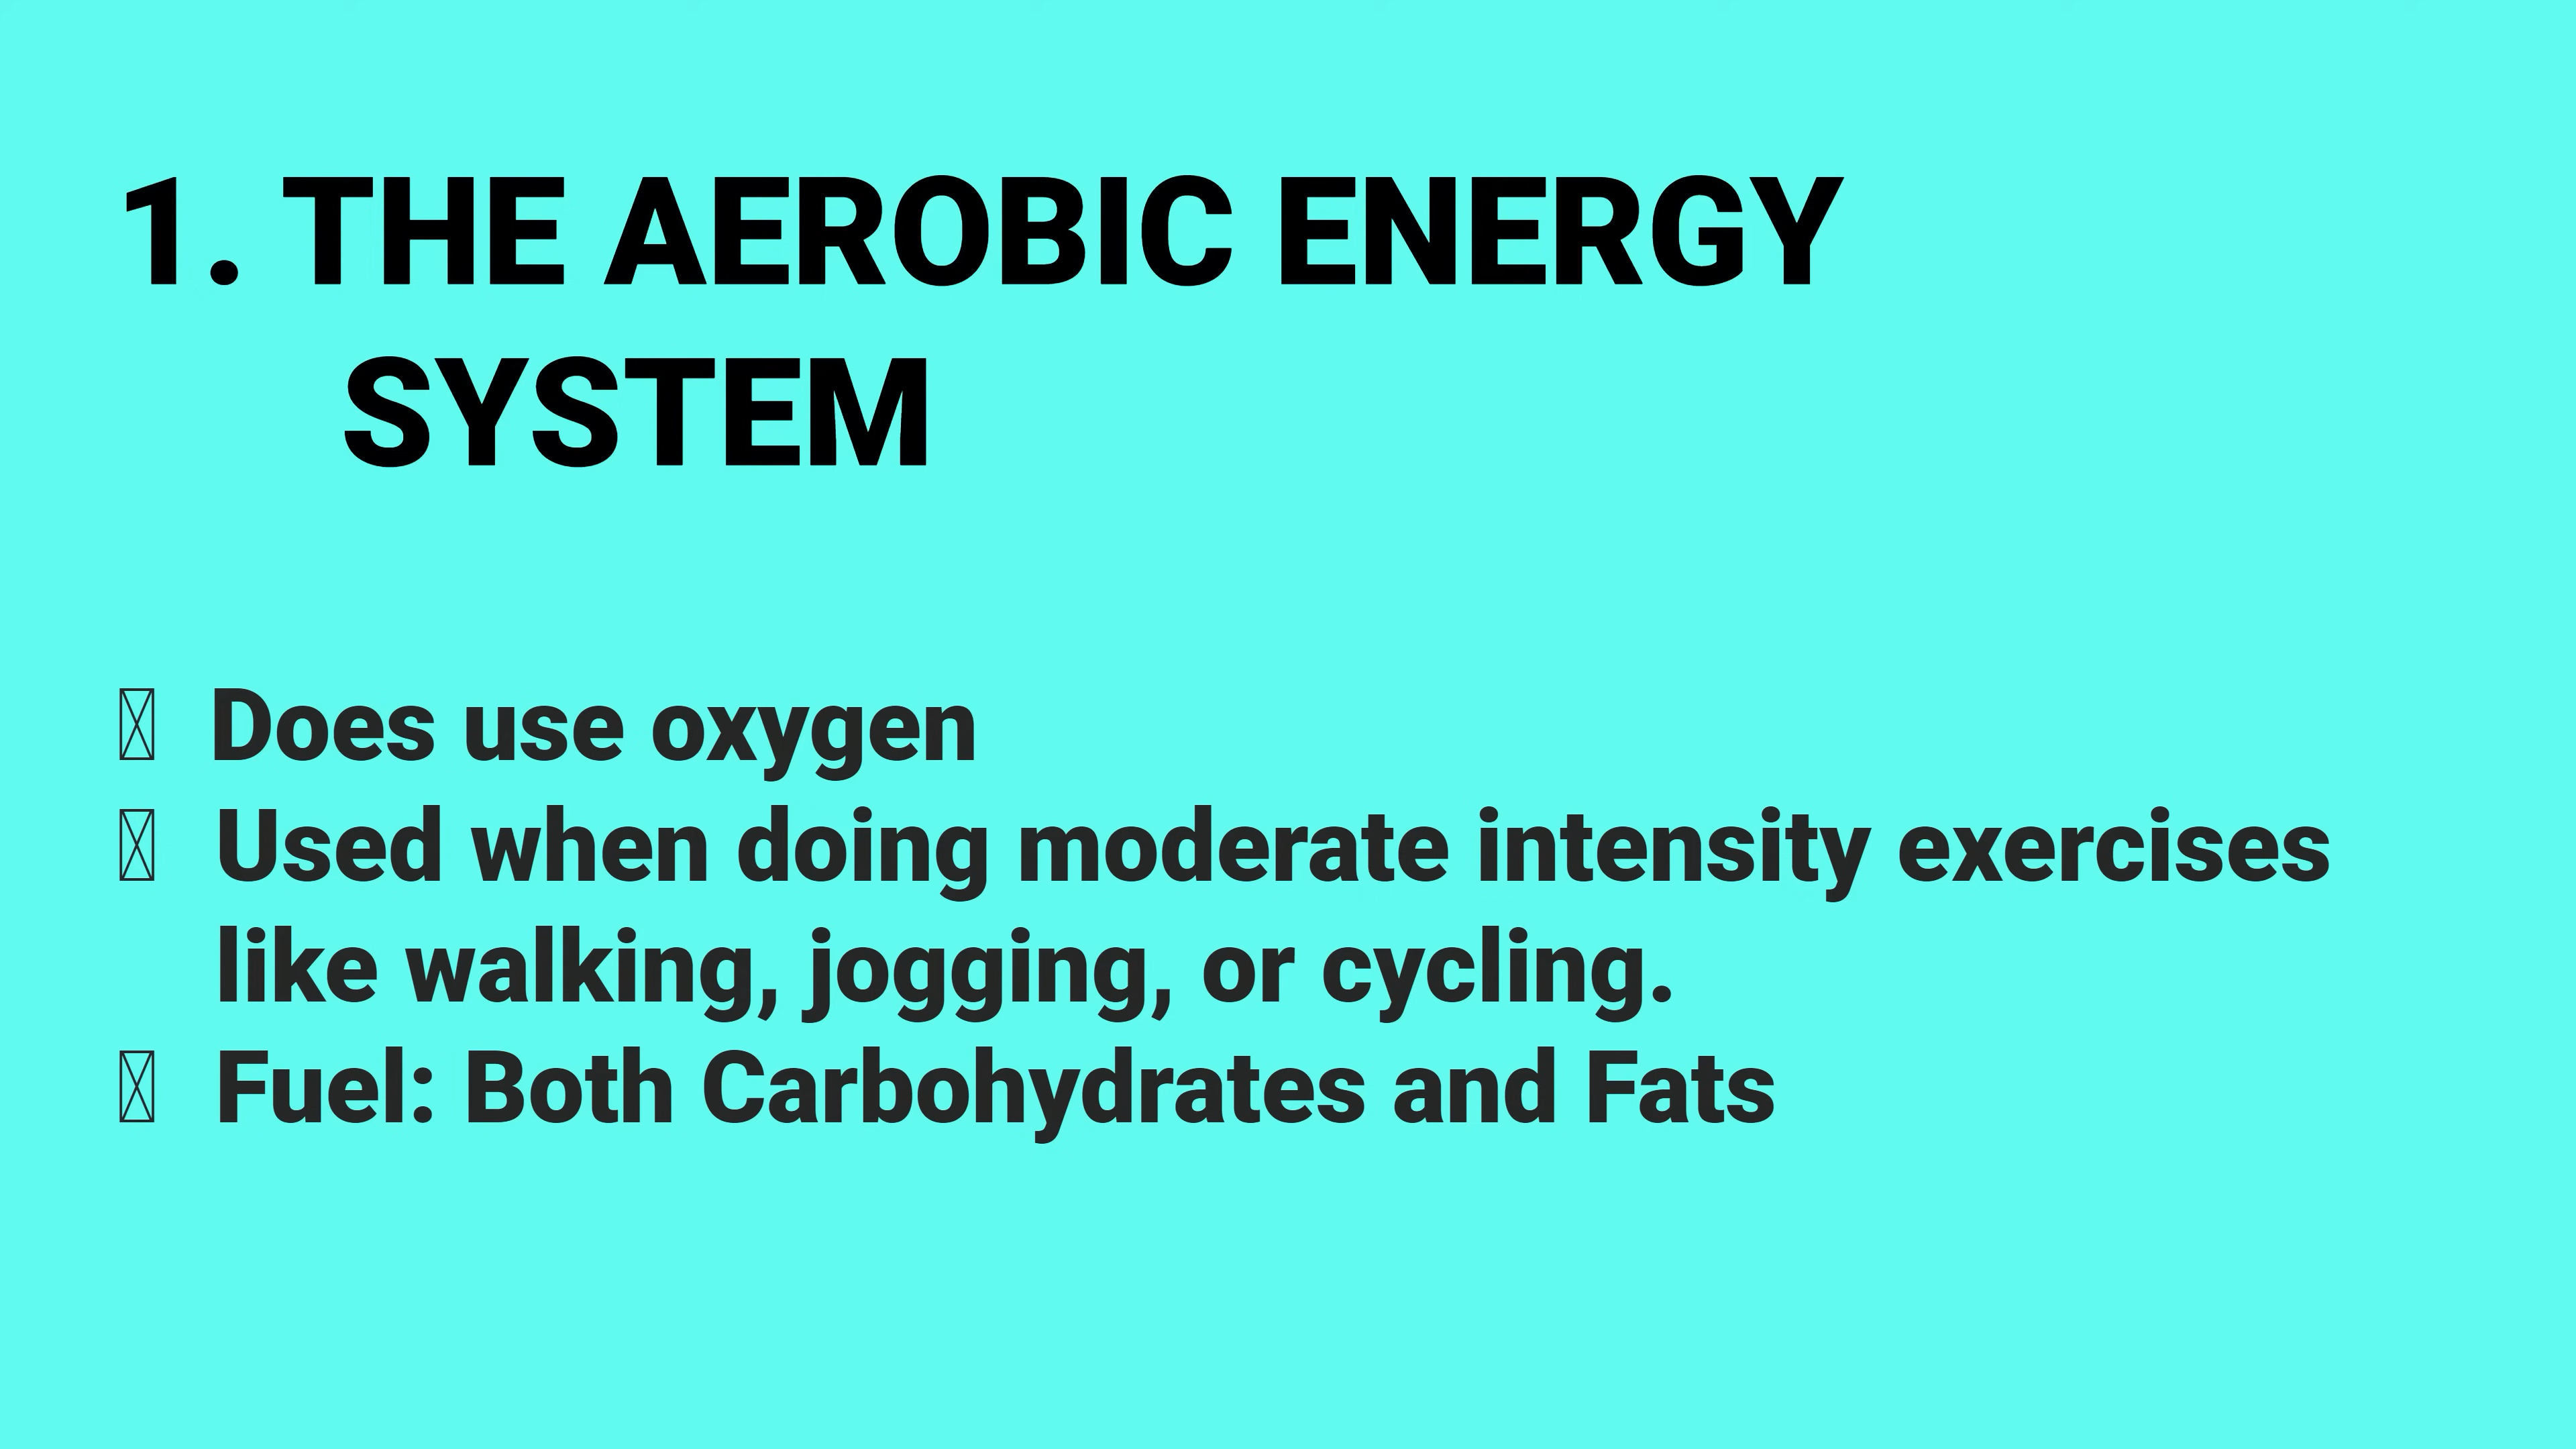 1. THE AEROBIC ENERGY
SYSTEM
Does use oxygen
Used when doing moderate intensity exercises
like walking, jogging, or cycling.
Fuel: Both Carbohydrates and Fats